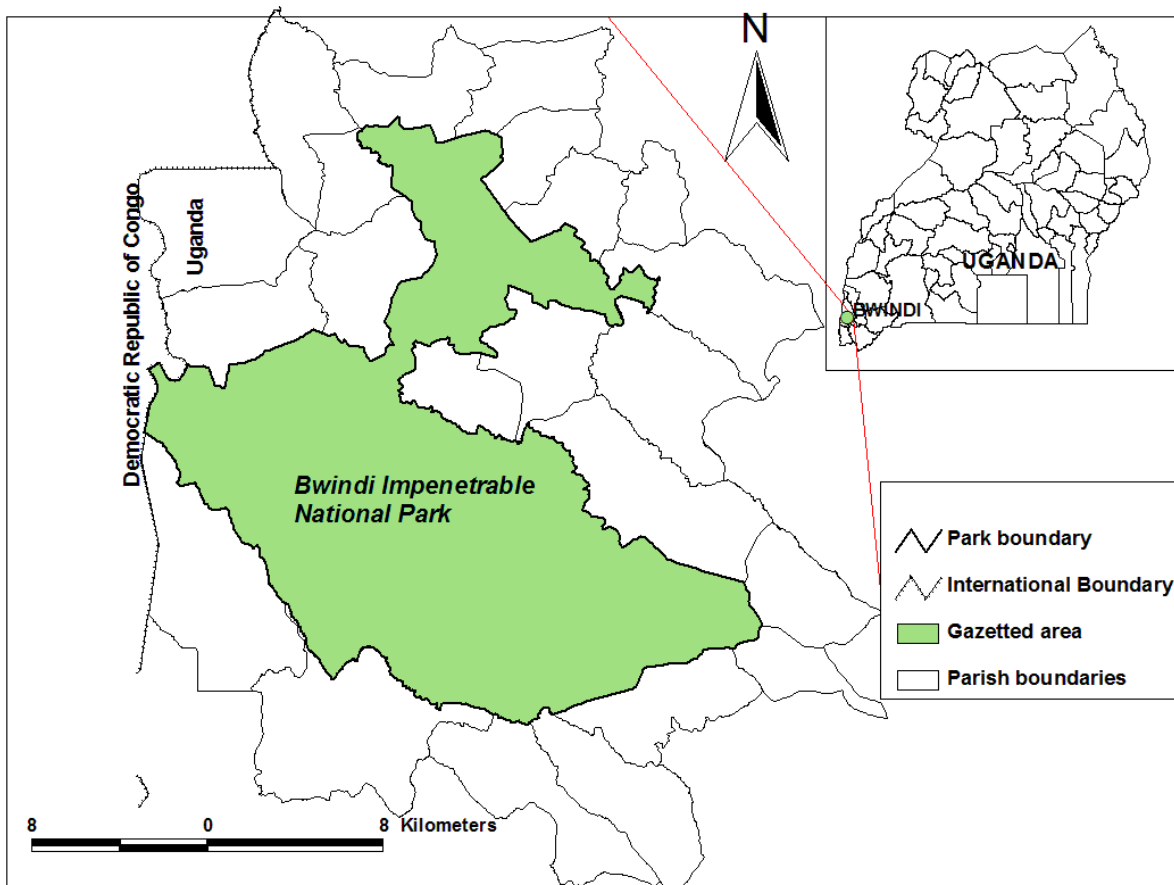 N
Democratic Republic of Congo
Uganda
UGANDA
BWINDI
Bwindi Impenetrable
National Park
Park boundary
International Boundary
Gazetted area
Parish boundaries
8 0 8 Kilometers